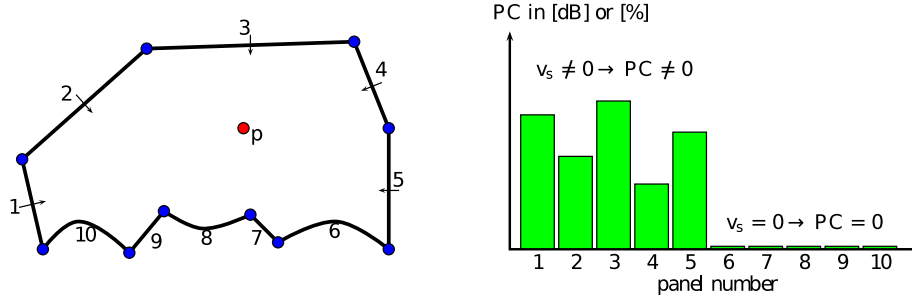 3
4
2
p
5
1
10
9
8
7
6
PC in [dB] or [%]
vₛ ≠ 0 → PC ≠ 0
vₛ = 0 → PC = 0
1 2 3 4 5 6 7 8 9 10
panel number